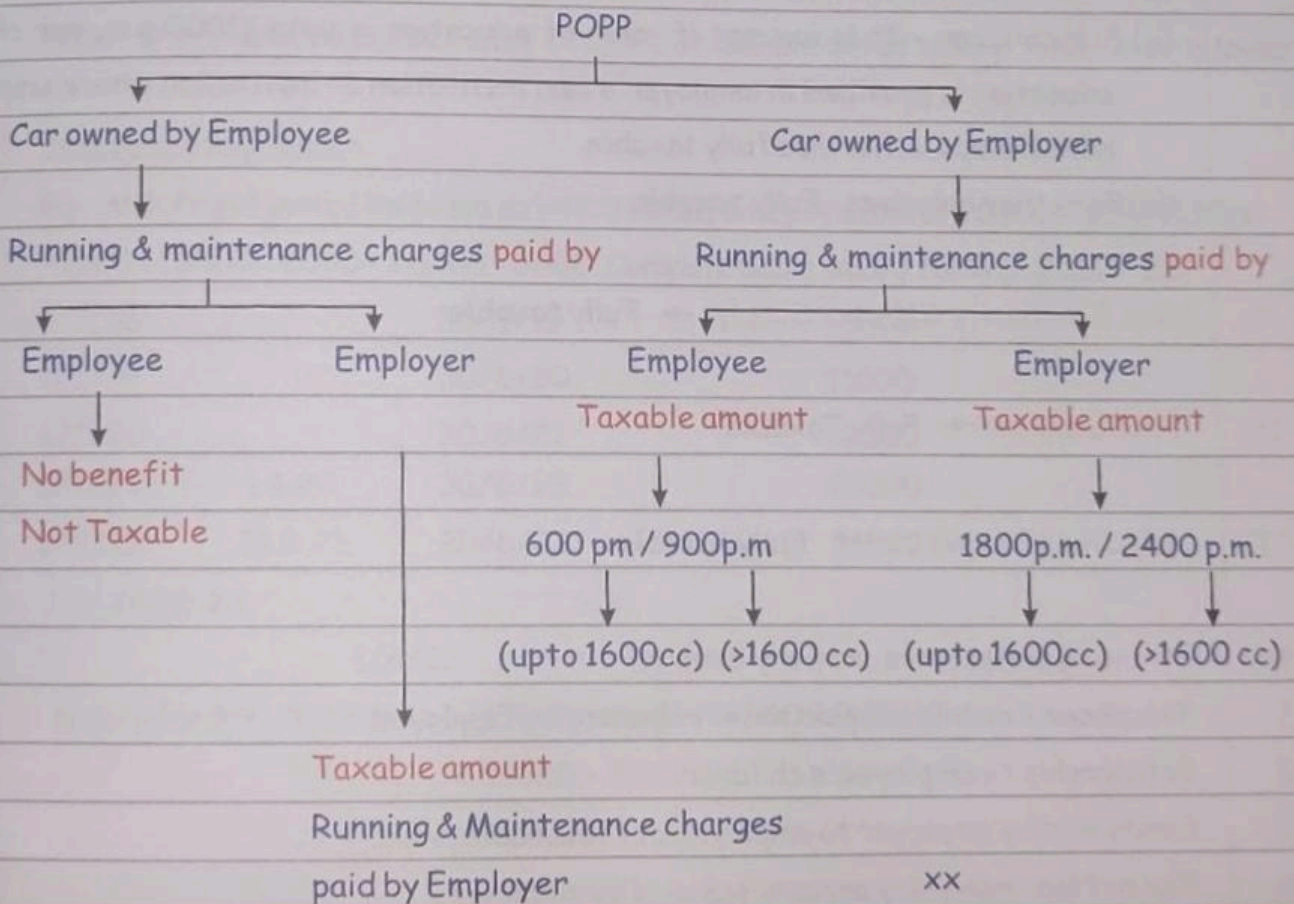 POPP
Car owned by Employee
Car owned by Employer
Running & maintenance charges paid by
Running & maintenance charges paid by
Employee
Employer
Employee
Employer
Taxable amount
Taxable amount
No benefit
Not Taxable
600 pm / 900p.m
1800p.m. / 2400 p.m.
(upto 1600cc) (>1600 cc)
(upto 1600cc) (>1600 cc)
Taxable amount
Running & Maintenance charges
paid by Employer xx